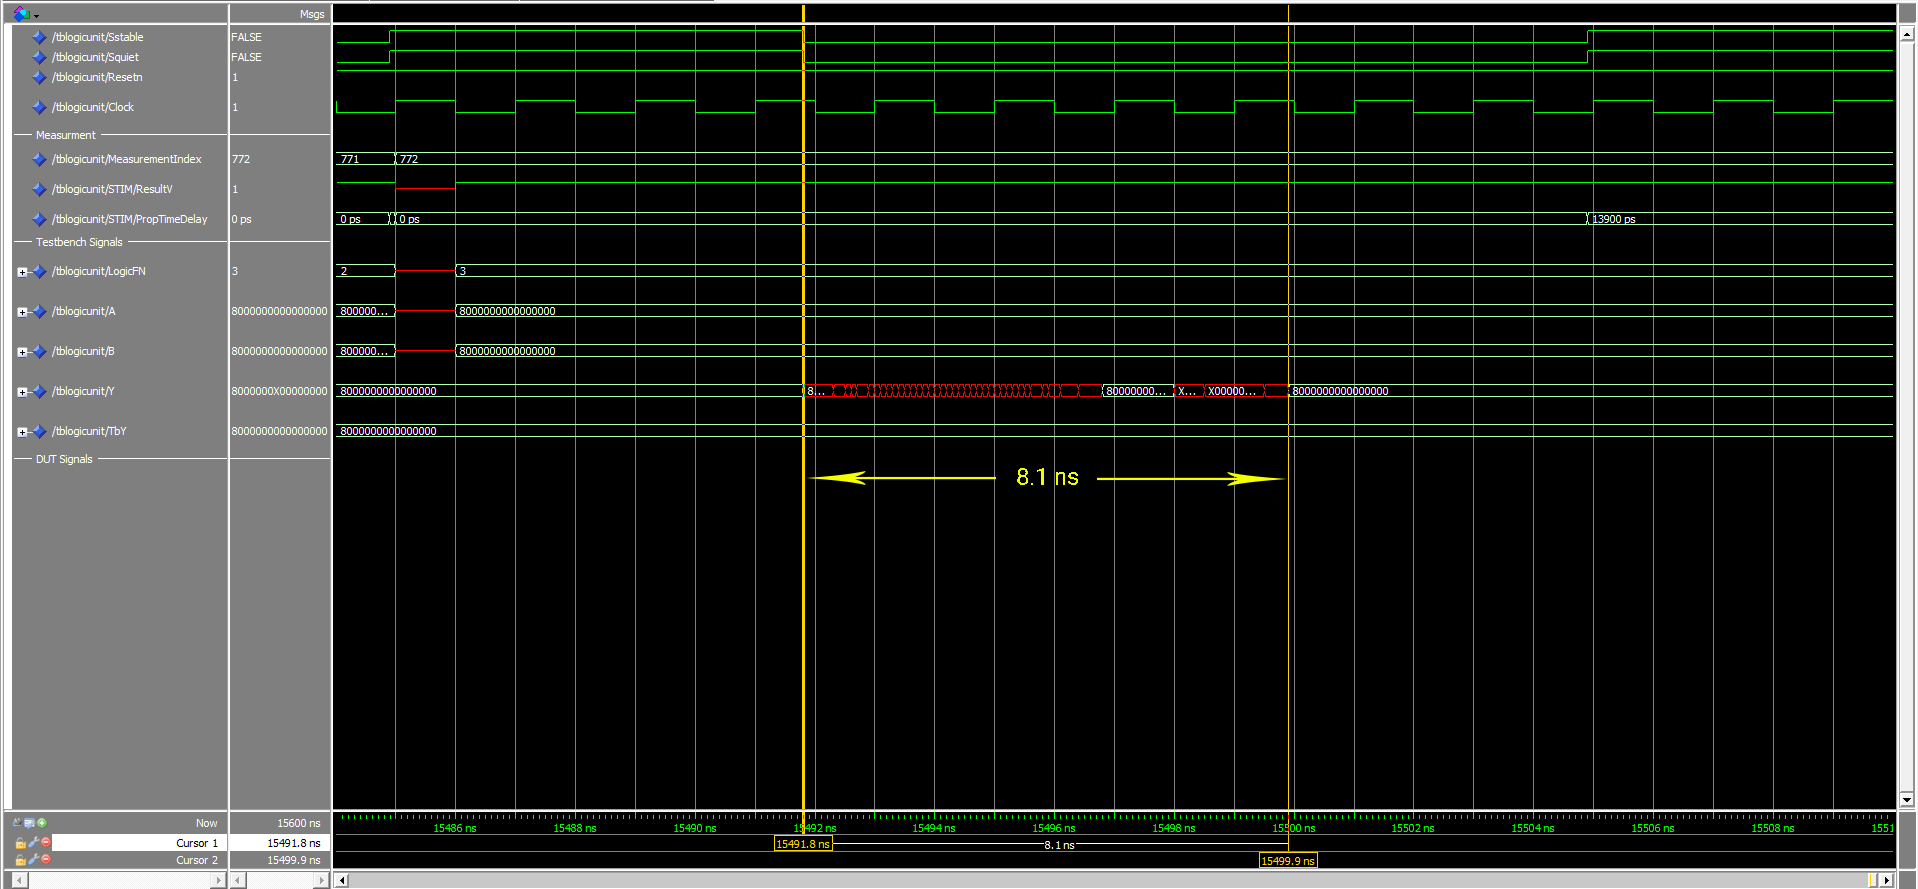 Msgs
/tblogicunit/Sstable FALSE
/tblogicunit/Squiet FALSE
/tblogicunit/Resetn 1
/tblogicunit/Clock 1
Measurment
/tblogicunit/MeasurementIndex 772 771 772
/tblogicunit/STIM/ResultV 1
/tblogicunit/STIM/PropTimeDelay 0 ps 0 ps 0 ps 13900 ps
Testbench Signals
/tblogicunit/LogicFN 3 2 3
/tblogicunit/A 8000000000000000 800000... 8000000000000000
/tblogicunit/B 8000000000000000 800000... 8000000000000000
/tblogicunit/Y 8000000X00000000 8000000000000000 8... 80000000... X... X00000... 8000000000000000
/tblogicunit/TbY 8000000000000000 8000000000000000
DUT Signals
8.1 ns
Now 15600 ns 15486 ns 15488 ns 15490 ns 15492 ns 15494 ns 15496 ns 15498 ns 15500 ns 15502 ns 15504 ns 15506 ns 15508 ns 1551
Cursor 1 15491.8 ns 15491.8 ns 8.1 ns
Cursor 2 15499.9 ns 15499.9 ns